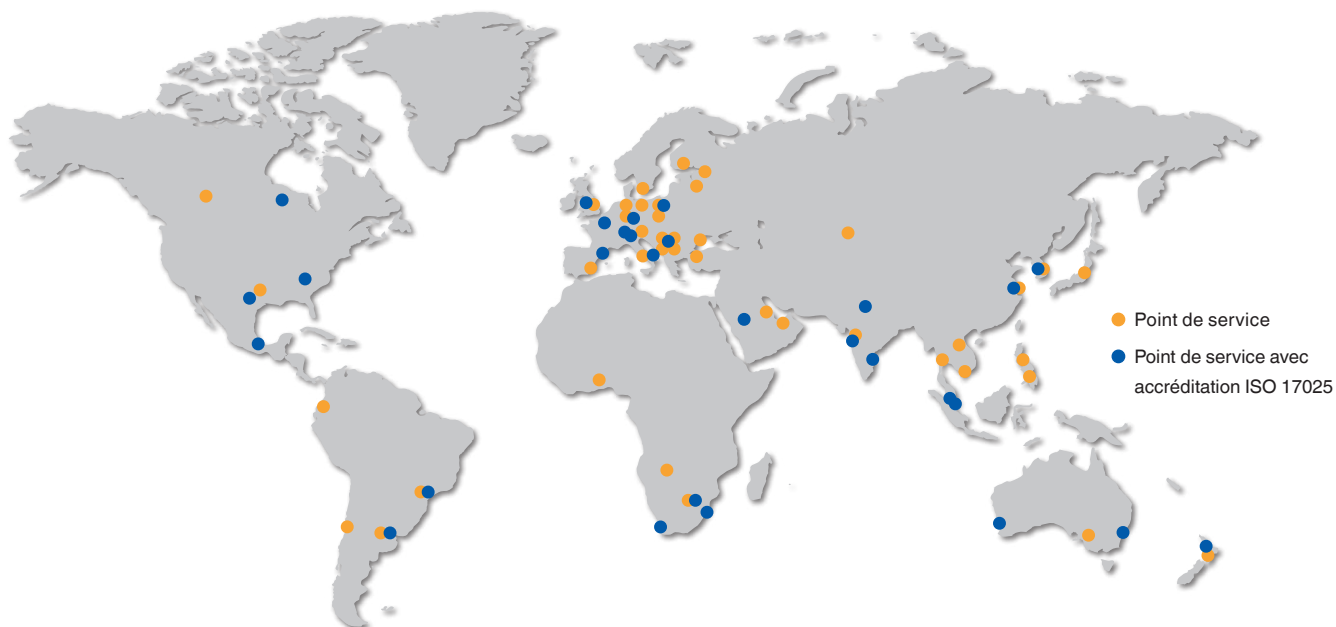 Point de service
Point de service avec
accréditation ISO 17025